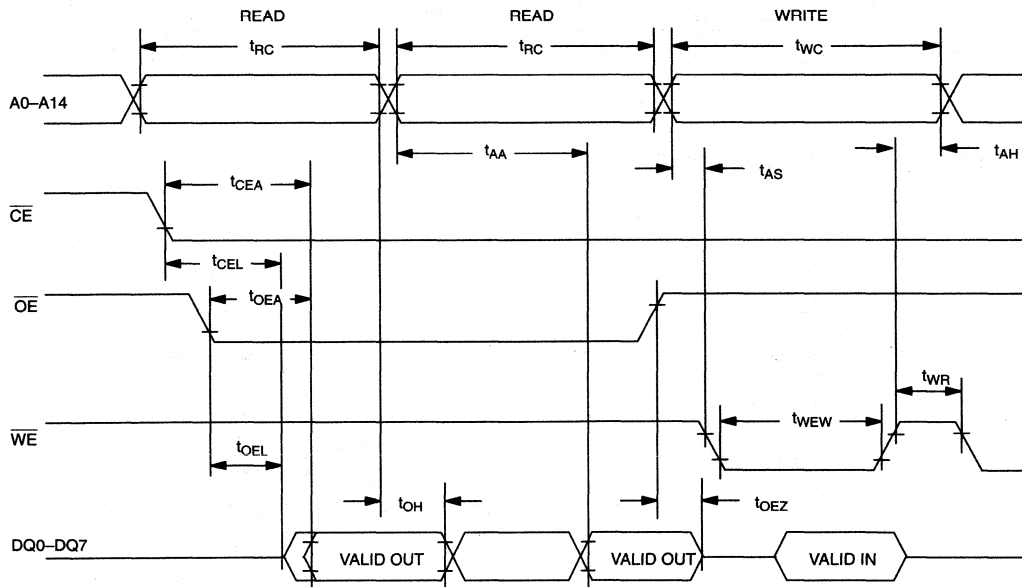 READ READ WRITE
tRC tRC tWC
A0–A14
tAA tAS tAH
tCEA
CE
tCEL
tOEA
OE
tWR
tWEW
WE
tOEL
tOH tOEZ
DQ0–DQ7 VALID OUT VALID OUT VALID IN